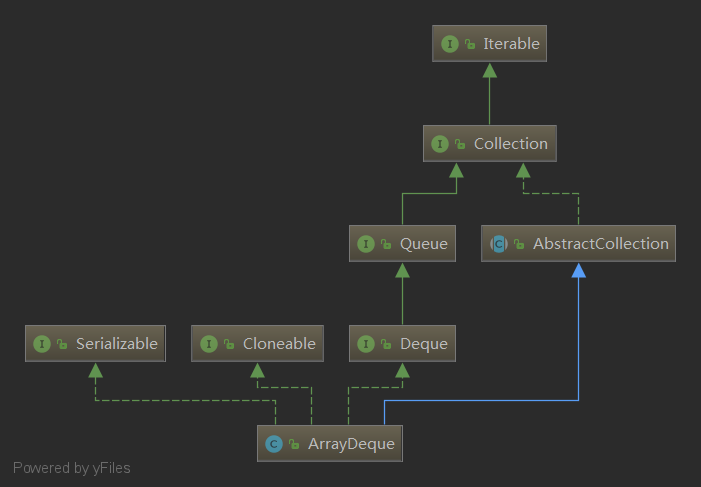 I Iterable
I Collection
I Queue
C AbstractCollection
I Serializable
I Cloneable
I Deque
C ArrayDeque
Powered by yFiles